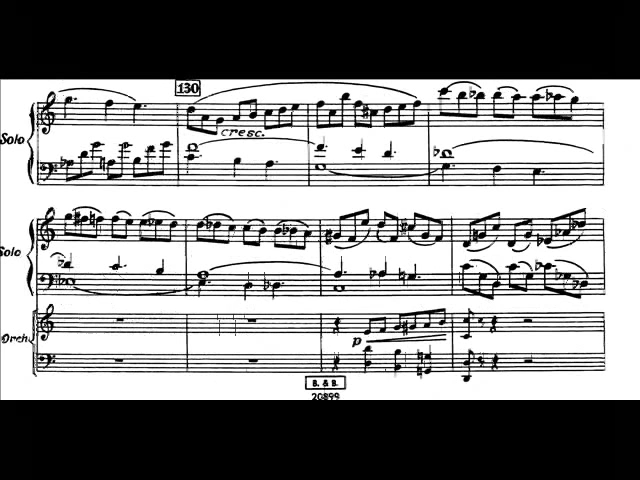 130
Solo
cresc.
Solo
Orch.
p
B. & B.
20899